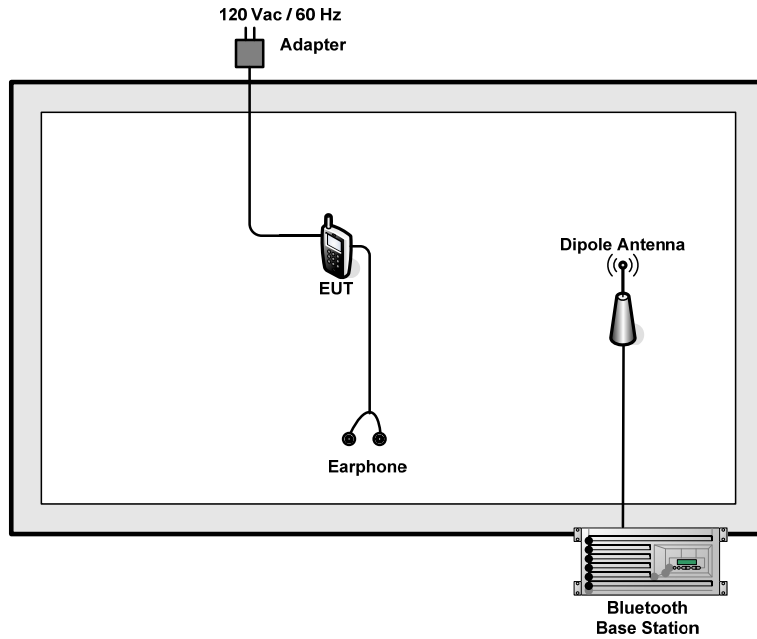 120 Vac / 60 Hz
Adapter
Dipole Antenna
EUT
Earphone
Bluetooth
Base Station